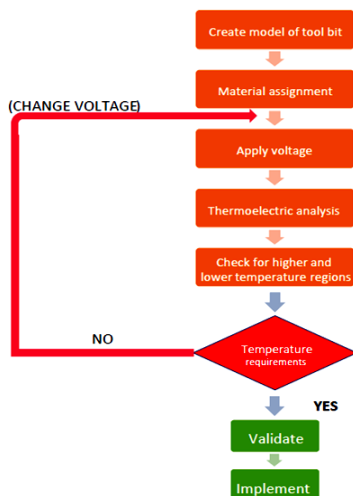 Create model of tool bit
Material assignment
(CHANGE VOLTAGE)
Apply voltage
Thermoelectric analysis
Check for higher and
lower temperature regions
NO
Temperature
requirements
YES
Validate
Implement